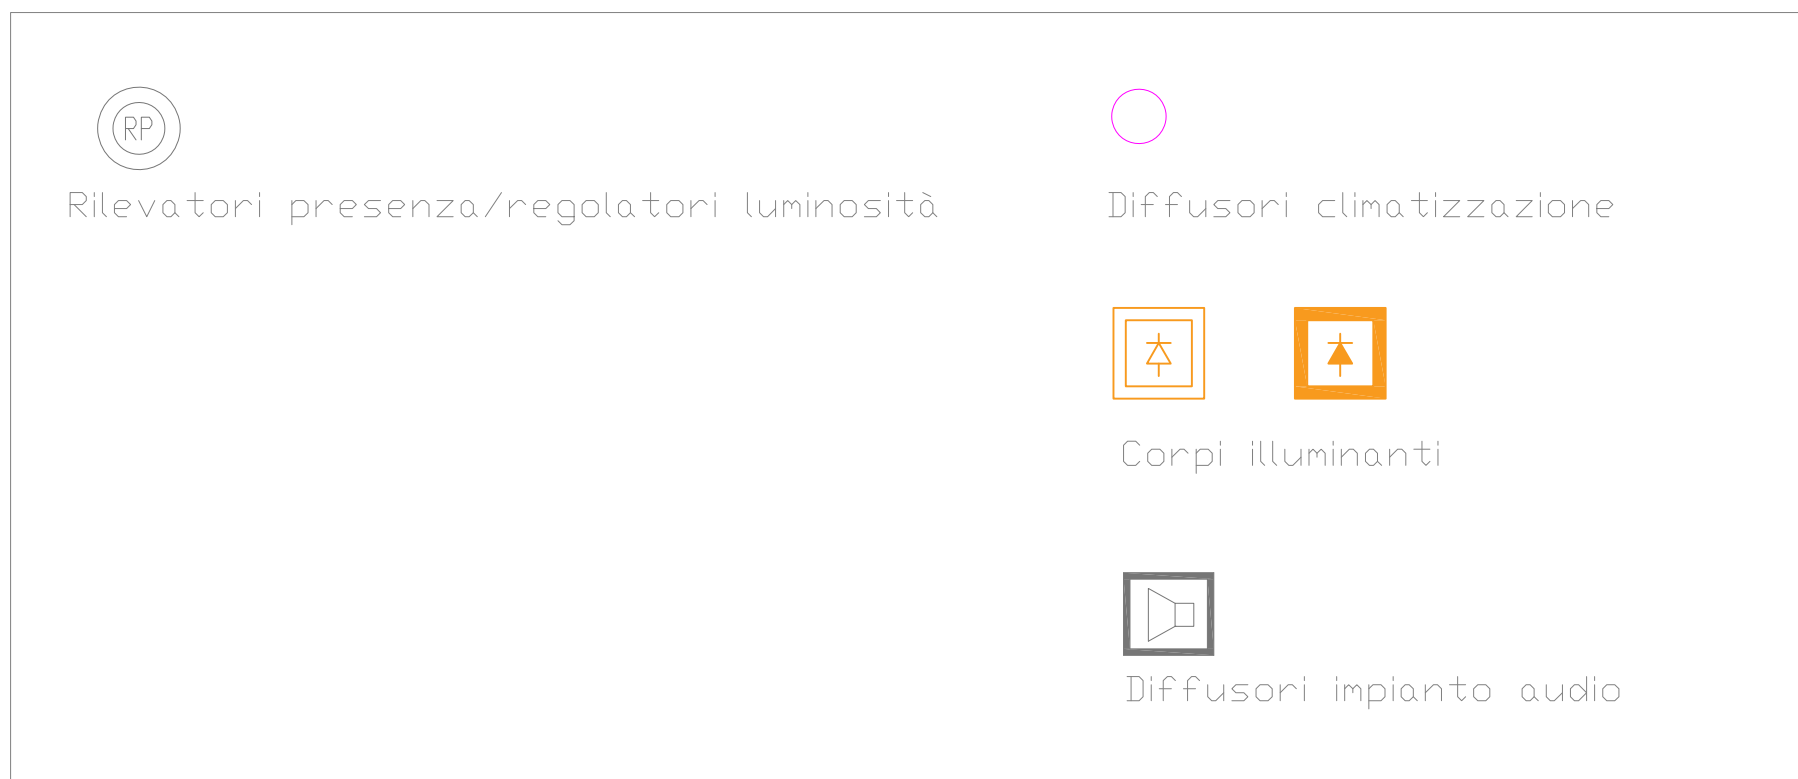 RP
Rilevatori presenza/regolatori luminosità
Diffusori climatizzazione
Corpi illuminanti
Diffusori impianto audio